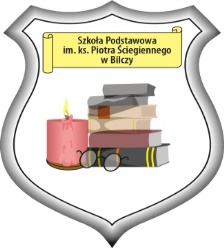 Szkoła Podstawowa
im. ks. Piotra Ściegiennego
w Bilczy